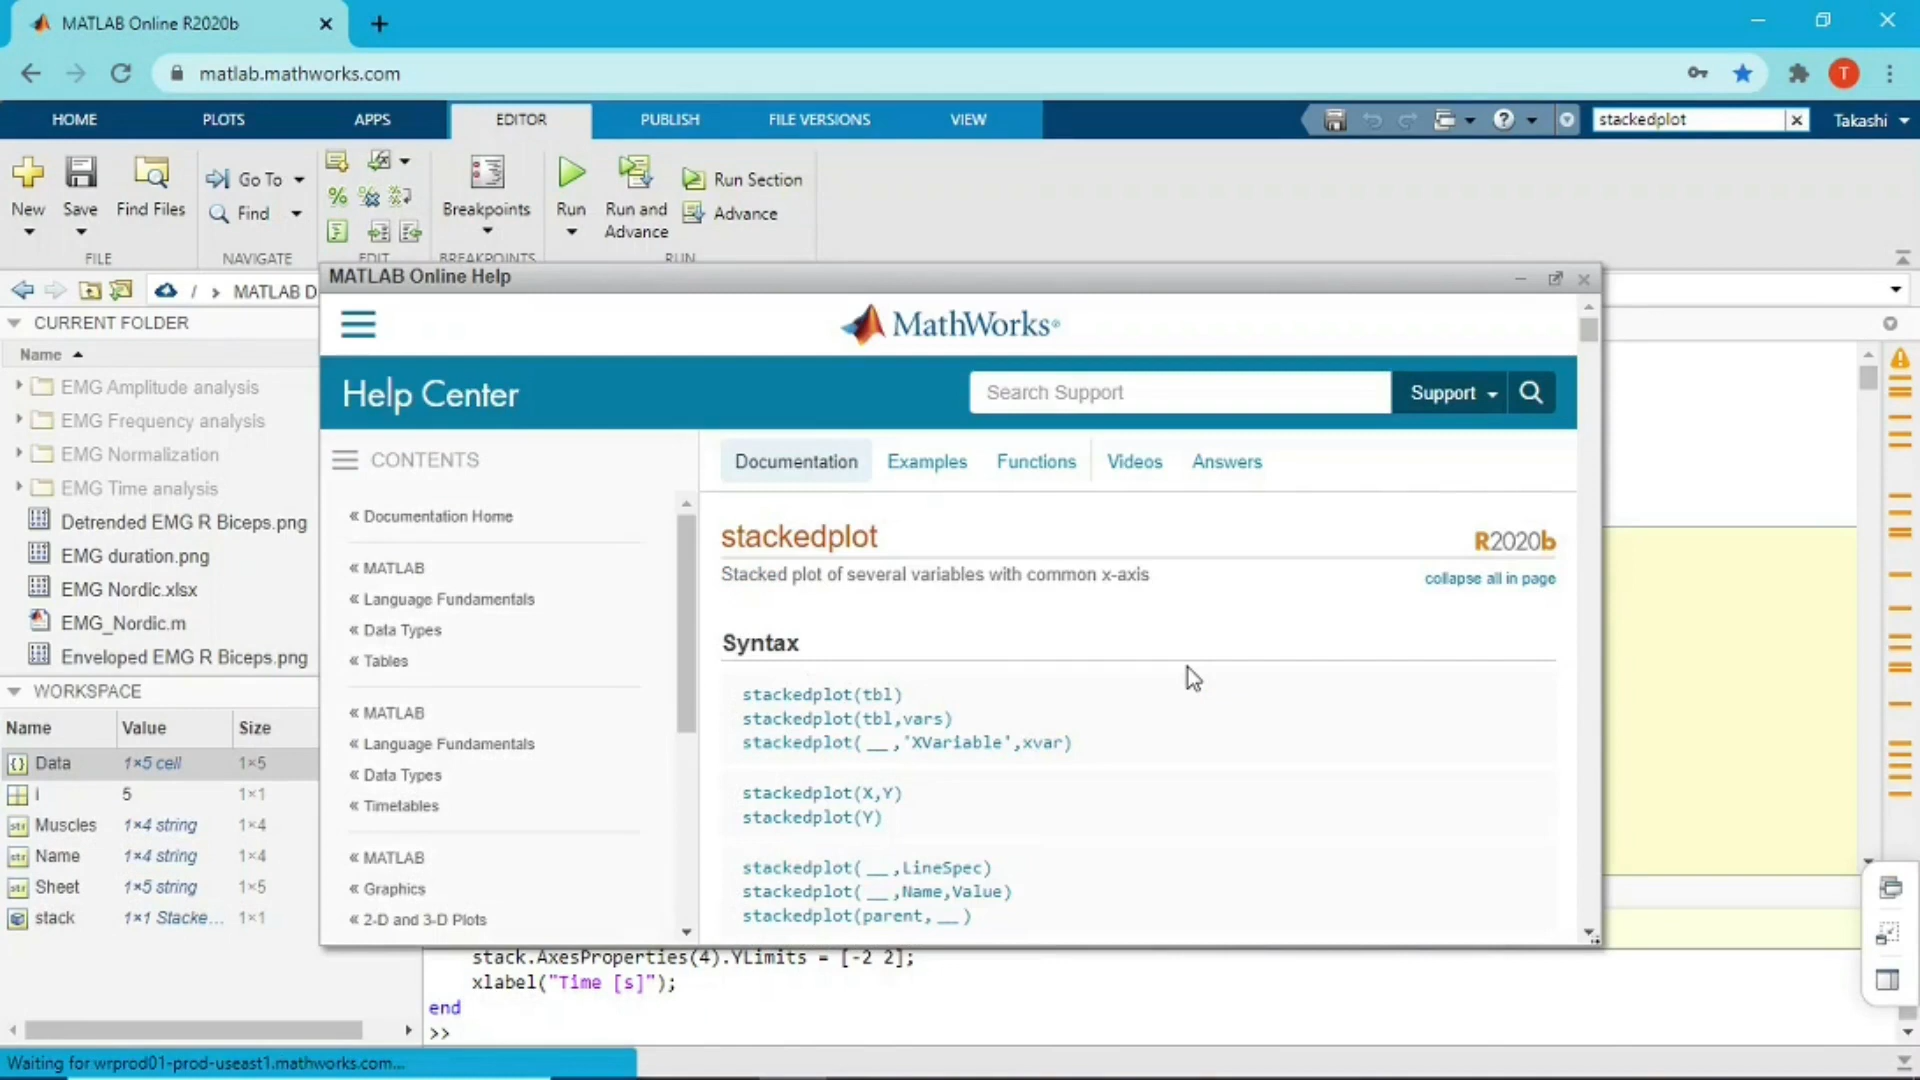 MATLAB Online R2020b
matlab.mathworks.com
T
HOME PLOTS APPS EDITOR PUBLISH FILE VERSIONS VIEW
stackedplot
Takashi
New Save Find Files
FILE
Go To
Find
NAVIGATE
EDIT
Breakpoints
BREAKPOINTS
Run
Run and
Advance
Run Section
Advance
RUN
/ > MATLAB D
MATLAB Online Help
CURRENT FOLDER
Name
EMG Amplitude analysis
EMG Frequency analysis
EMG Normalization
EMG Time analysis
Detrended EMG R Biceps.png
EMG duration.png
EMG Nordic.xlsx
EMG_Nordic.m
Enveloped EMG R Biceps.png
WORKSPACE
Name Value Size
Data 1×5 cell 1×5
i 5 1×1
Muscles 1×4 string 1×4
Name 1×4 string 1×4
Sheet 1×5 string 1×5
stack 1×1 Stacke... 1×1
MathWorks®
Help Center
Search Support
Support
CONTENTS
« Documentation Home
« MATLAB
« Language Fundamentals
« Data Types
« Tables
« MATLAB
« Language Fundamentals
« Data Types
« Timetables
« MATLAB
« Graphics
« 2-D and 3-D Plots
Documentation Examples Functions Videos Answers
stackedplot
R2020b
Stacked plot of several variables with common x-axis
collapse all in page
Syntax
stackedplot(tbl)
stackedplot(tbl,vars)
stackedplot( __ ,'XVariable',xvar)
stackedplot(X,Y)
stackedplot(Y)
stackedplot( __ ,LineSpec)
stackedplot( __ ,Name,Value)
stackedplot(parent, __ )
stack.AxesProperties(4).YLimits = [-2 2];
xlabel("Time [s]");
end
>>
Waiting for wrprod01-prod-useast1.mathworks.com...